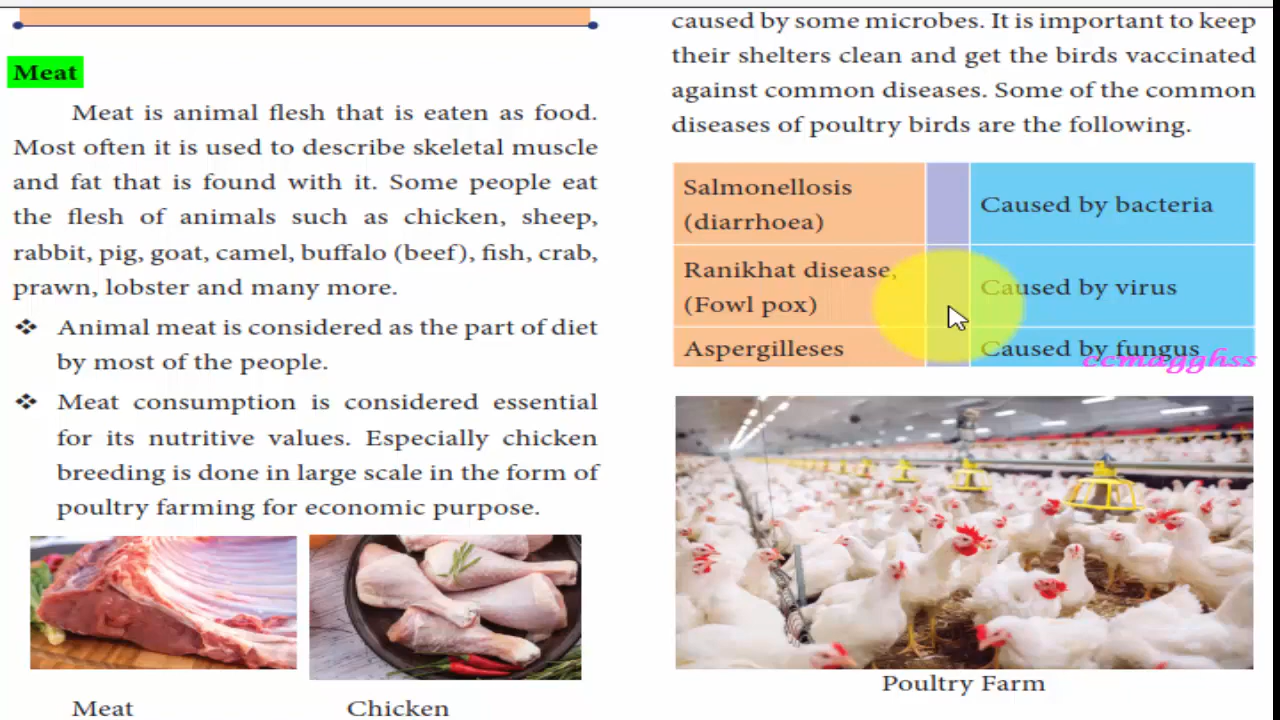 Meat
Meat is animal flesh that is eaten as food.
Most often it is used to describe skeletal muscle
and fat that is found with it. Some people eat
the flesh of animals such as chicken, sheep,
rabbit, pig, goat, camel, buffalo (beef), fish, crab,
prawn, lobster and many more.
❖ Animal meat is considered as the part of diet
by most of the people.
❖ Meat consumption is considered essential
for its nutritive values. Especially chicken
breeding is done in large scale in the form of
poultry farming for economic purpose.
Meat
Chicken
caused by some microbes. It is important to keep
their shelters clean and get the birds vaccinated
against common diseases. Some of the common
diseases of poultry birds are the following.
Salmonellosis
(diarrhoea)
Caused by bacteria
Ranikhat disease,
(Fowl pox)
Caused by virus
Aspergilleses
Caused by fungus
ccmagghss
Poultry Farm